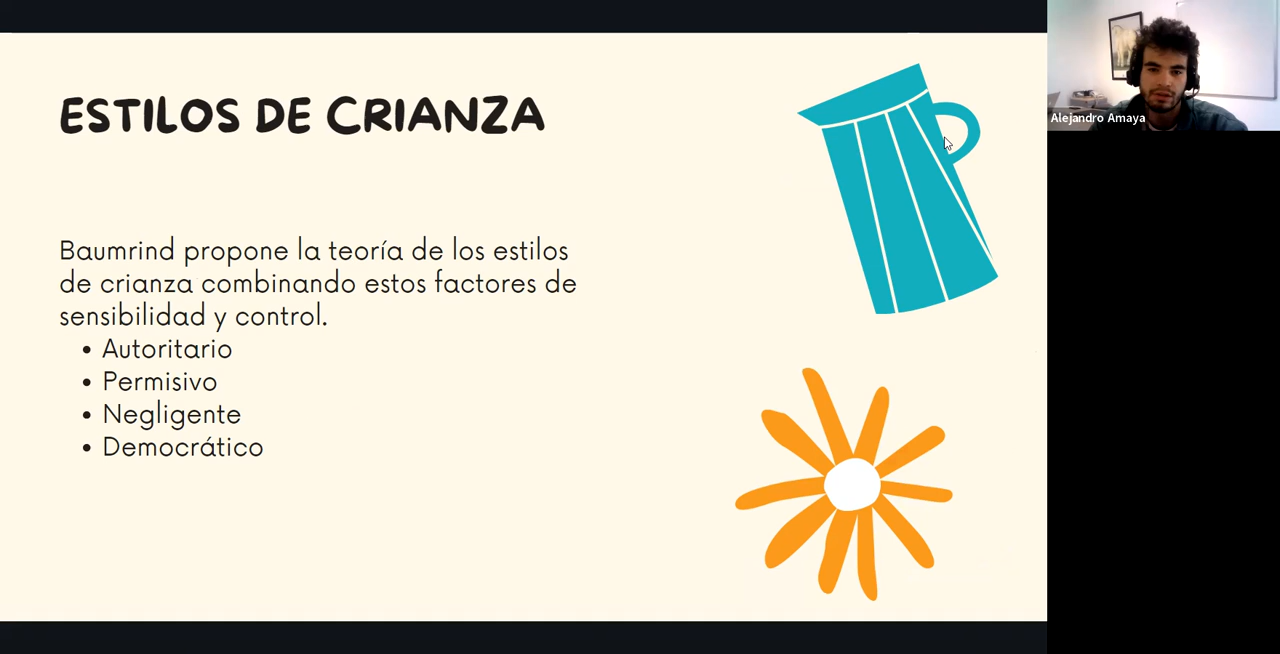 ESTILOS DE CRIANZA
Baumrind propone la teoría de los estilos
de crianza combinando estos factores de
sensibilidad y control.
• Autoritario
• Permisivo
• Negligente
• Democrático
Alejandro Amaya